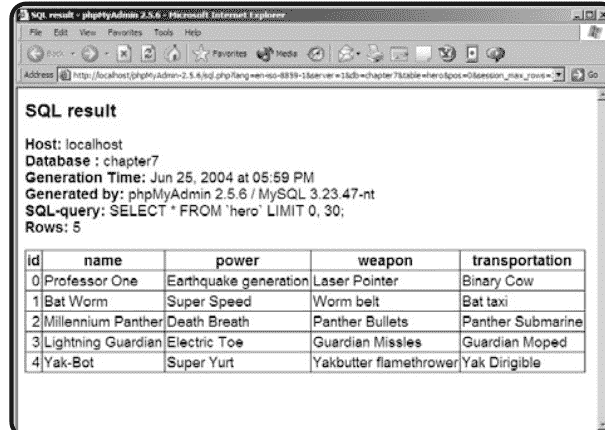 SQL result - phpMyAdmin 2.5.6 - Microsoft Internet Explorer
File Edit View Favorites Tools Help
Back Favorites Media
Address http://localhost/phpMyAdmin-2.5.6/sql.php?lang=en-iso-8859-1&server=1&db=chapter7&table=hero&pos=0&session_max_rows= Go
SQL result
Host: localhost
Database : chapter7
Generation Time: Jun 25, 2004 at 05:59 PM
Generated by: phpMyAdmin 2.5.6 / MySQL 3.23.47-nt
SQL-query: SELECT * FROM `hero` LIMIT 0, 30;
Rows: 5
id name power weapon transportation
0 Professor One Earthquake generation Laser Pointer Binary Cow
1 Bat Worm Super Speed Worm belt Bat taxi
2 Millennium Panther Death Breath Panther Bullets Panther Submarine
3 Lightning Guardian Electric Toe Guardian Missles Guardian Moped
4 Yak-Bot Super Yurt Yakbutter flamethrower Yak Dirigible